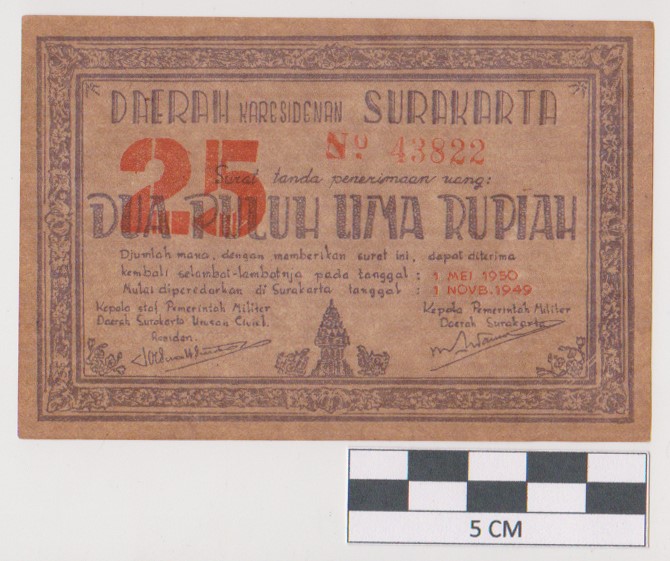 DAERAH KARESIDENAN SURAKARTA
25
Nº 43822
Surat tanda penerimaan uang:
DUA PULUH LIMA RUPIAH
Djumlah mana, dengan memberikan surat ini, dapat diterima
kembali selambat-lambatnja pada tanggal : 1 MEI 1950
Mulai diperedarkan di Surakarta tanggal : 1 NOVB. 1949
Kepala staf Pemerintah Militer
Daerah Surakarta Urusan Civiel.
Residen.
Kepala Pemerintah Militer
Daerah Surakarta
5 CM